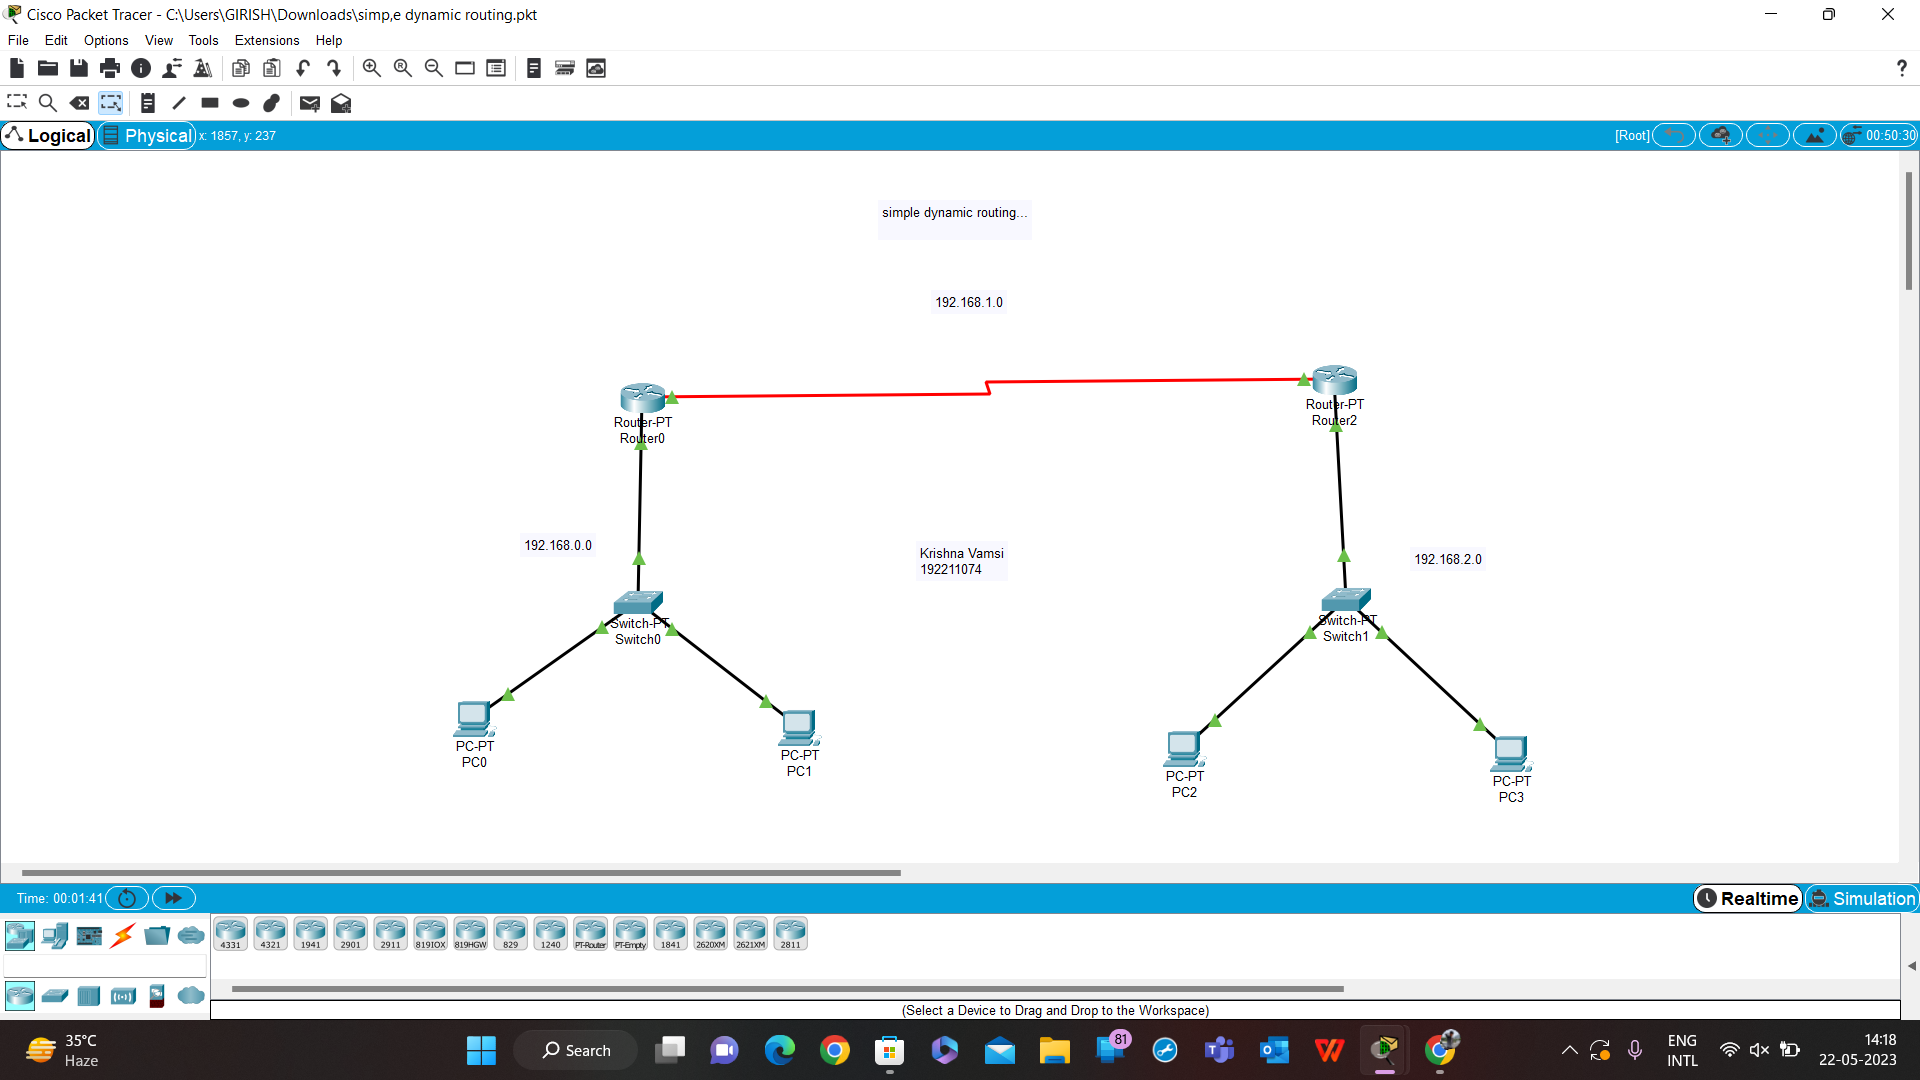 Cisco Packet Tracer - C:\Users\GIRISH\Downloads\simp,e dynamic routing.pkt
File Edit Options View Tools Extensions Help
Logical Physical x: 1857, y: 237 [Root] 00:50:30
simple dynamic routing...
192.168.1.0
Router-PT
Router0
Router-PT
Router2
192.168.0.0
Krishna Vamsi
192211074
192.168.2.0
Switch-PT
Switch0
Switch-PT
Switch1
PC-PT
PC0
PC-PT
PC1
PC-PT
PC2
PC-PT
PC3
Time: 00:01:41 Realtime Simulation
4331 4321 1941 2901 2911 819IOX 819HGW 829 1240 PT-Router PT-Empty 1841 2620XM 2621XM 2811
(Select a Device to Drag and Drop to the Workspace)
35°C
Haze
Search
81
ENG
INTL
14:18
22-05-2023